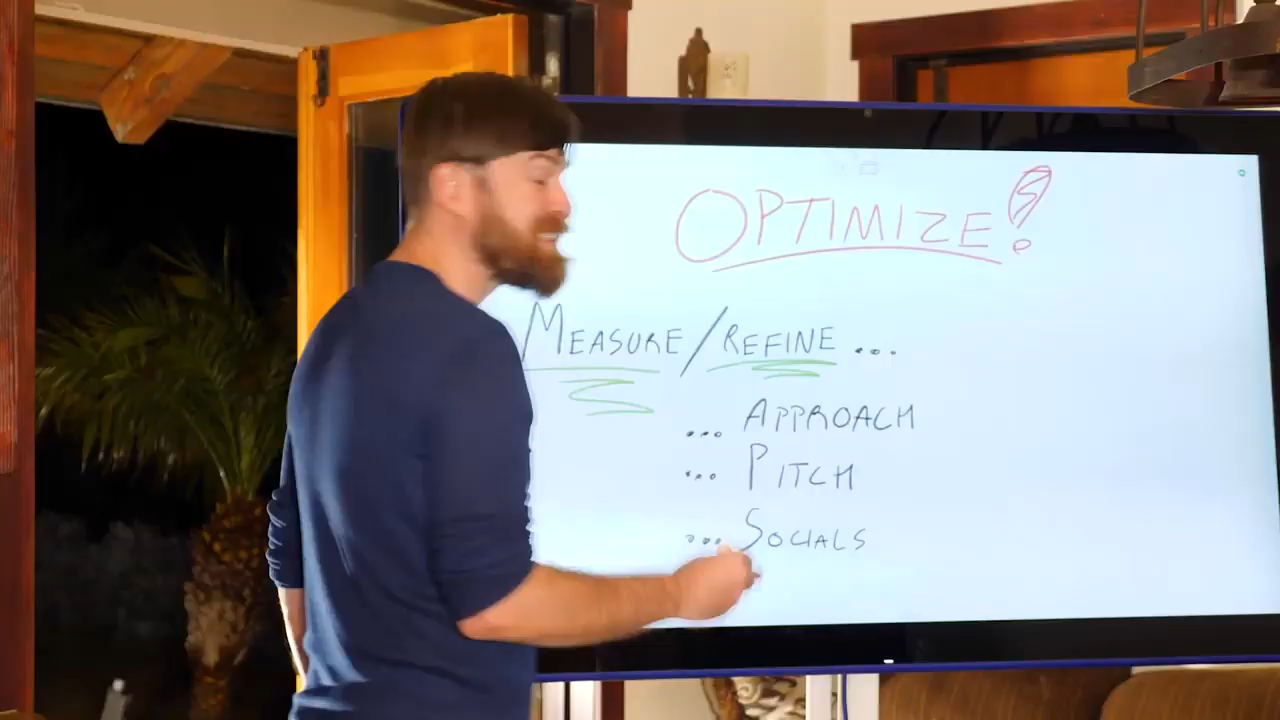 OPTIMIZE!
MEASURE/REFINE ...
... APPROACH
... PITCH
... SOCIALS